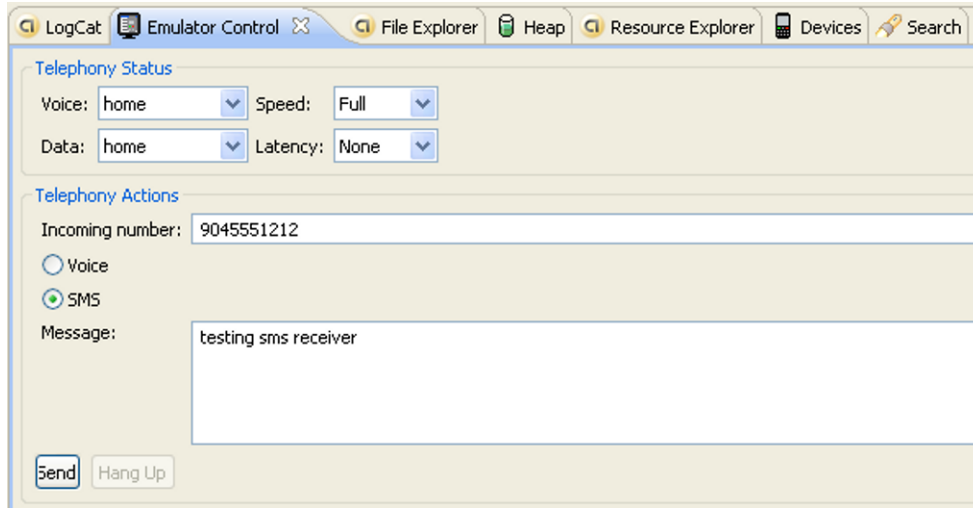 LogCat Emulator Control File Explorer Heap Resource Explorer Devices Search
Telephony Status
Voice: home Speed: Full
Data: home Latency: None
Telephony Actions
Incoming number: 9045551212
Voice
SMS
Message: testing sms receiver
Send Hang Up